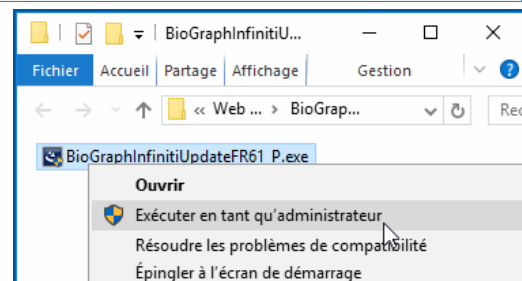 BioGraphInfinitiU...
Fichier Accueil Partage Affichage Gestion
« Web ... > BioGrap... Rec
BioGraphInfinitiUpdateFR61_P.exe
Ouvrir
Exécuter en tant qu'administrateur
Résoudre les problèmes de compatibilité
Épingler à l'écran de démarrage